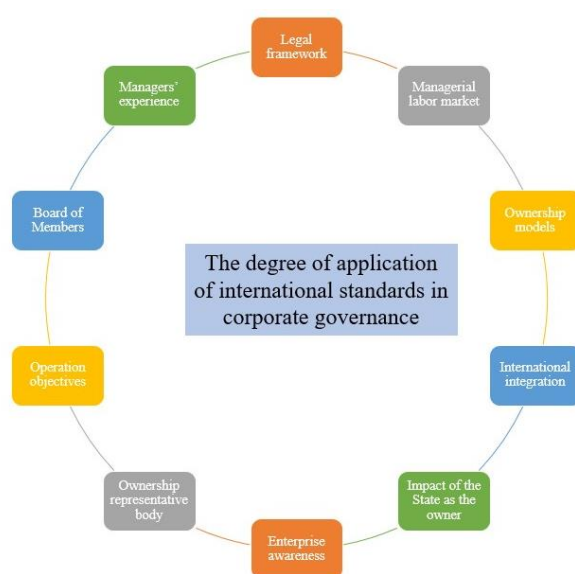 Legal
framework
Managerial
labor market
Ownership
models
International
integration
Impact of the
State as the
owner
Enterprise
awareness
Ownership
representative
body
Operation
objectives
Board of
Members
Managers’
experience
The degree of application
of international standards in
corporate governance